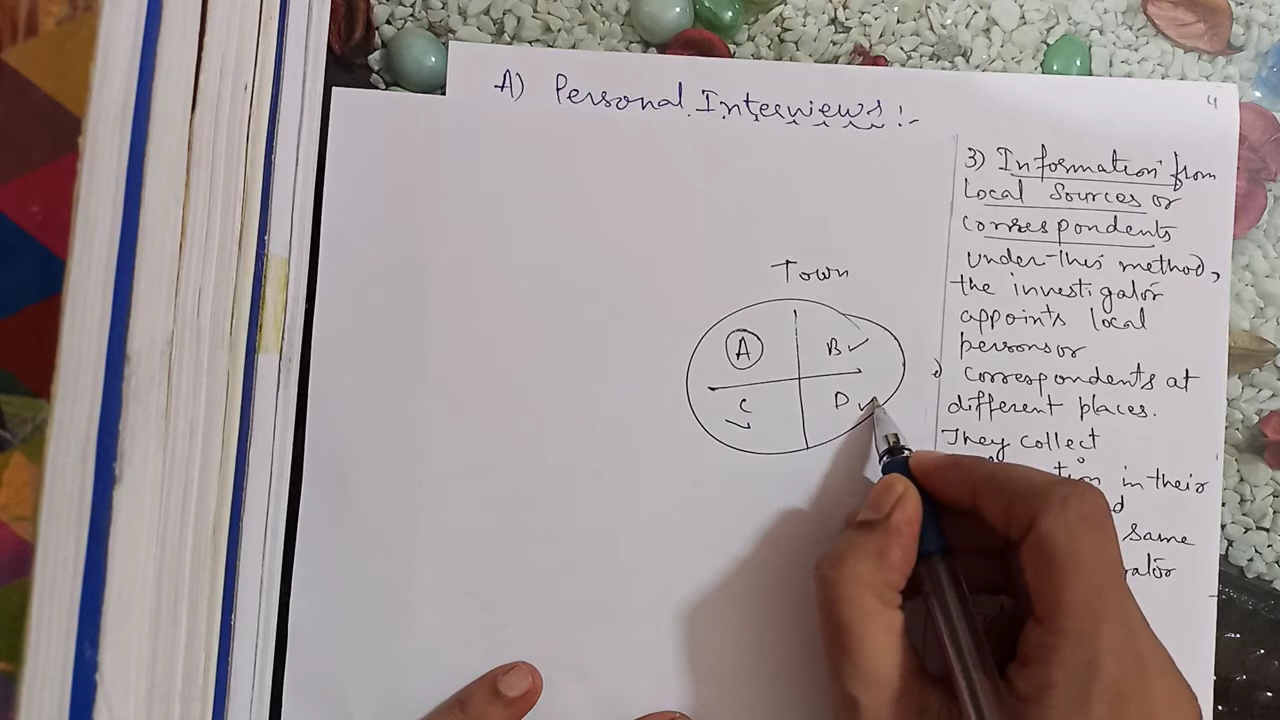 4
A) Personal Interviews :-
Town
A
B
C
D
3) Information from
Local Sources or
Correspondents
under this method,
the investigator
appoints local
persons or
correspondents at
different places.
They collect
in their
same